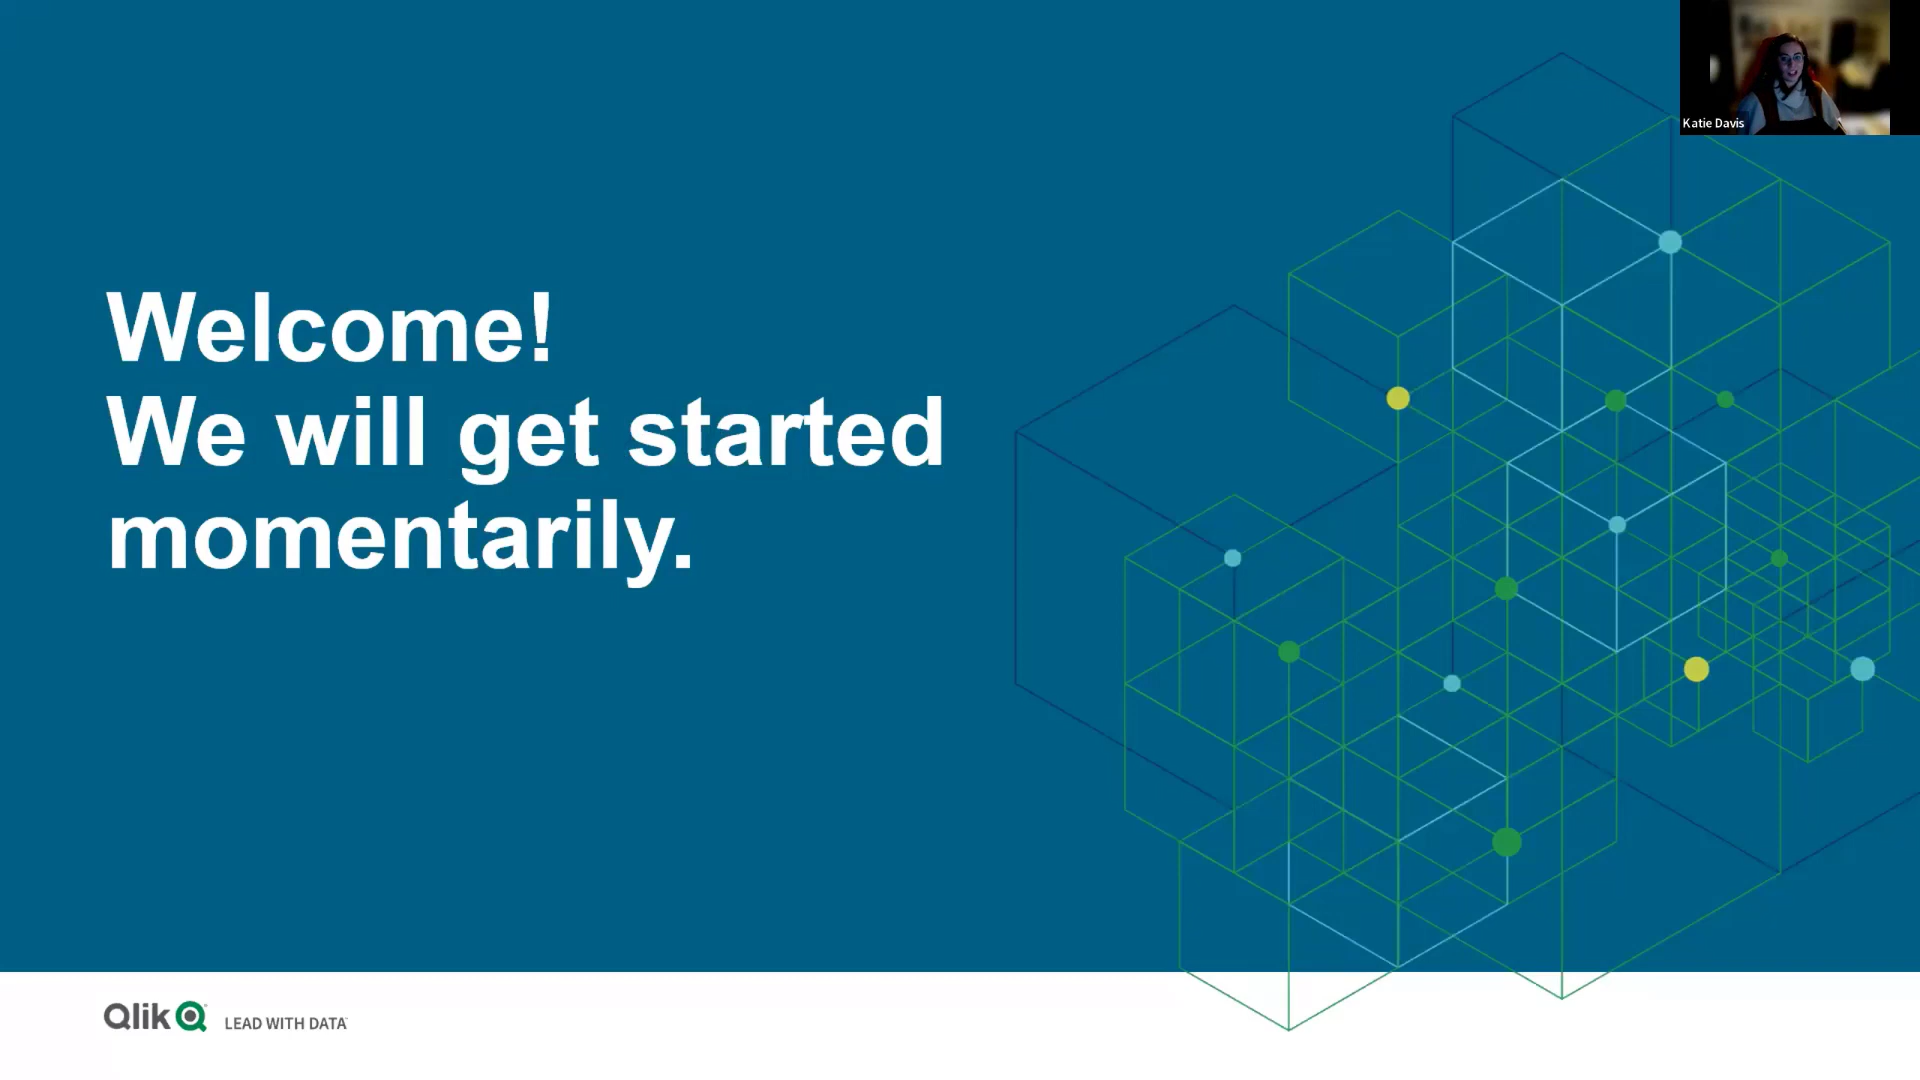 Katie Davis
Welcome!
We will get started
momentarily.
Qlik
LEAD WITH DATA